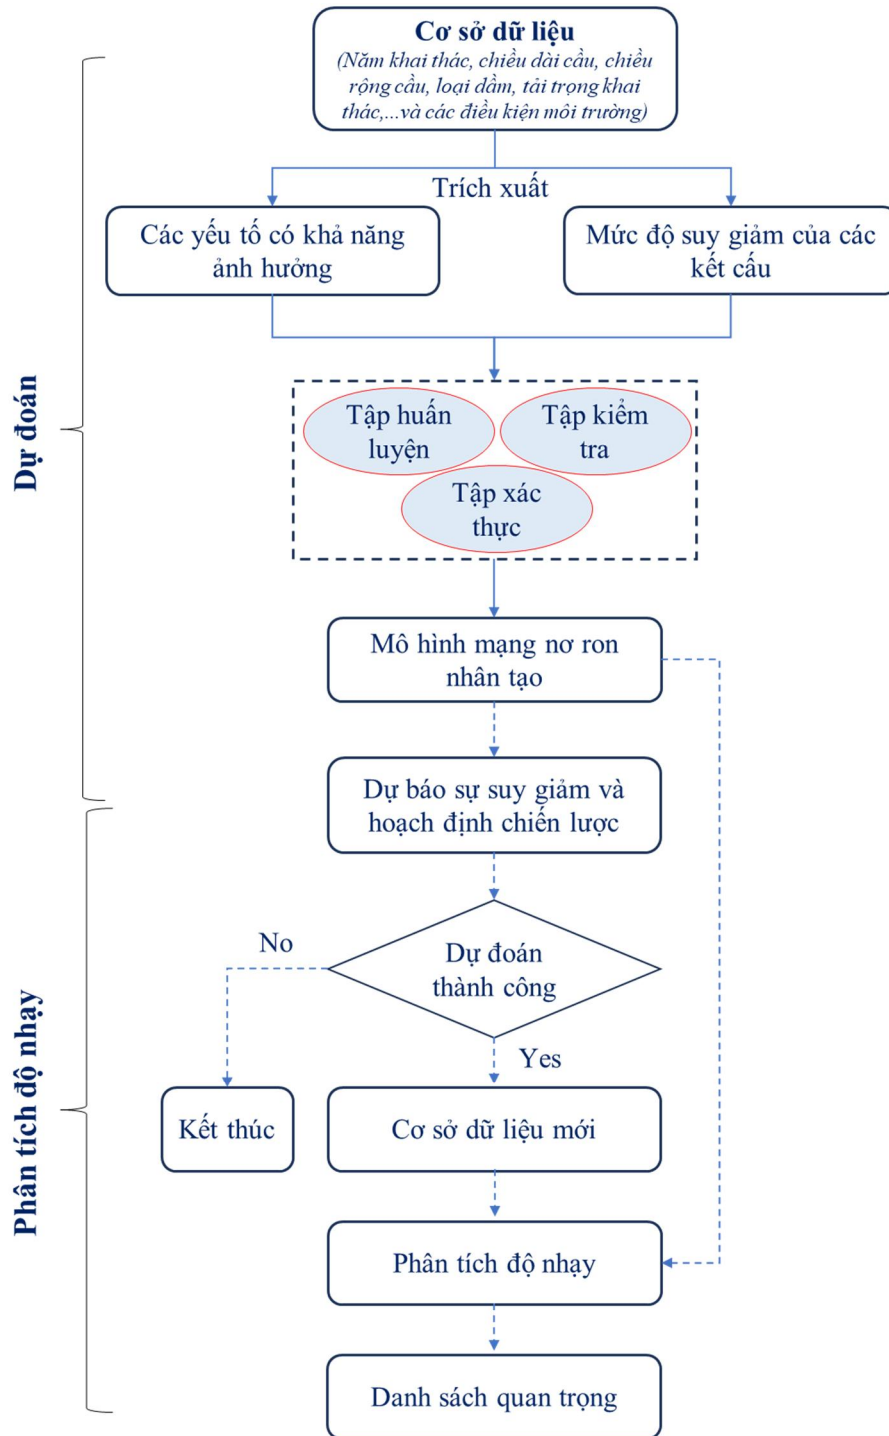 Cơ sở dữ liệu
(Năm khai thác, chiều dài cầu, chiều
rộng cầu, loại dầm, tải trọng khai
thác,...và các điều kiện môi trường)
Trích xuất
Các yếu tố có khả năng
ảnh hưởng
Mức độ suy giảm của các
kết cấu
Dự đoán
Tập huấn
luyện
Tập kiểm
tra
Tập xác
thực
Mô hình mạng nơ ron
nhân tạo
Dự báo sự suy giảm và
hoạch định chiến lược
Phân tích độ nhạy
No
Dự đoán
thành công
Yes
Kết thúc
Cơ sở dữ liệu mới
Phân tích độ nhạy
Danh sách quan trọng